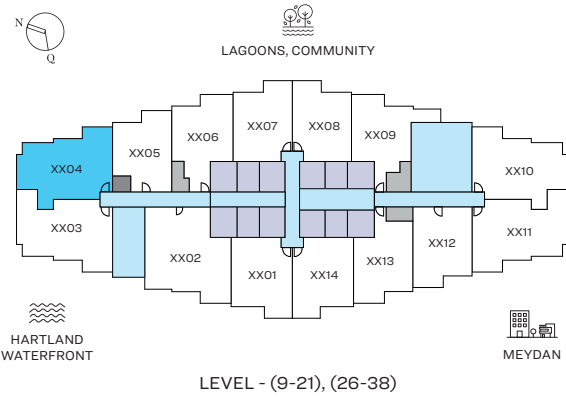 N
Q
LAGOONS, COMMUNITY
XX07
XX08
XX06
XX09
XX05
XX04
XX10
XX03
XX02
XX01
XX14
XX13
XX12
XX11
HARTLAND
WATERFRONT
MEYDAN
LEVEL - (9-21), (26-38)